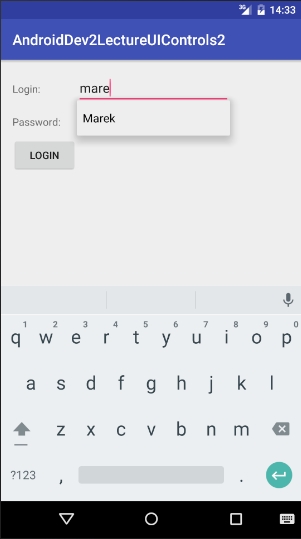 3G 14:33
AndroidDev2LectureUIControls2
Login: mare
Marek
Password:
LOGIN
1 2 3 4 5 6 7 8 9 0
q w e r t y u i o p
a s d f g h j k l
z x c v b n m
?123 , .